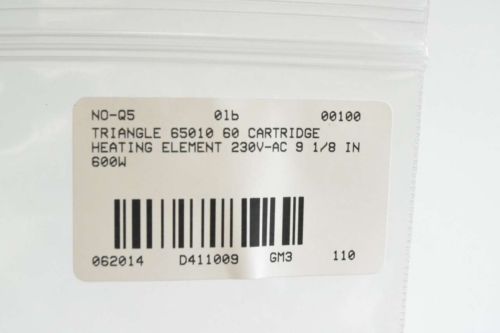 NO-Q5 0lb 00100
TRIANGLE 65010 60 CARTRIDGE
HEATING ELEMENT 230V-AC 9 1/8 IN
600W
062014 D411009 GM3 110